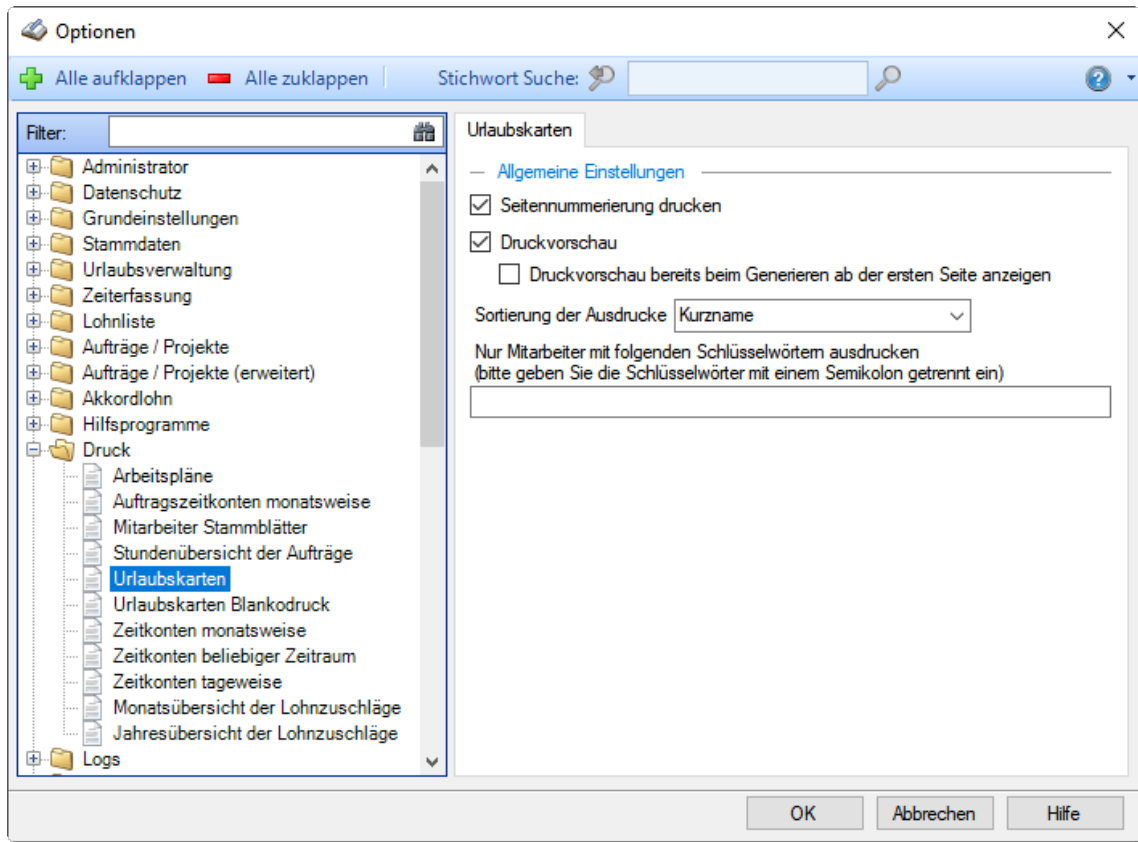 Optionen
Alle aufklappen Alle zuklappen Stichwort Suche:
Filter:
Administrator
Datenschutz
Grundeinstellungen
Stammdaten
Urlaubsverwaltung
Zeiterfassung
Lohnliste
Aufträge / Projekte
Aufträge / Projekte (erweitert)
Akkordlohn
Hilfsprogramme
Druck
Arbeitspläne
Auftragszeitkonten monatsweise
Mitarbeiter Stammblätter
Stundenübersicht der Aufträge
Urlaubskarten
Urlaubskarten Blankodruck
Zeitkonten monatsweise
Zeitkonten beliebiger Zeitraum
Zeitkonten tageweise
Monatsübersicht der Lohnzuschläge
Jahresübersicht der Lohnzuschläge
Logs
Urlaubskarten
Allgemeine Einstellungen
Seitennummerierung drucken
Druckvorschau
Druckvorschau bereits beim Generieren ab der ersten Seite anzeigen
Sortierung der Ausdrucke Kurzname
Nur Mitarbeiter mit folgenden Schlüsselwörtern ausdrucken
(bitte geben Sie die Schlüsselwörter mit einem Semikolon getrennt ein)
OK Abbrechen Hilfe